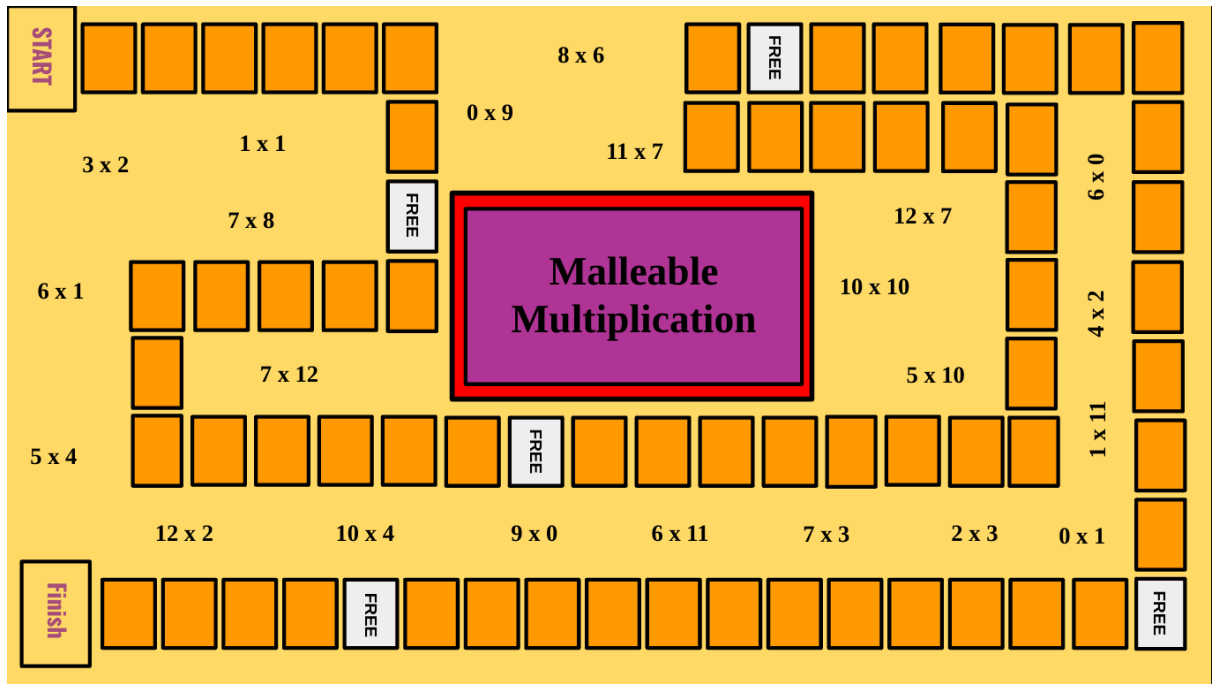 START
8 x 6
FREE
0 x 9
1 x 1
11 x 7
3 x 2
6 x 0
7 x 8
FREE
12 x 7
Malleable
Multiplication
6 x 1
10 x 10
4 x 2
7 x 12
5 x 10
1 x 11
5 x 4
FREE
12 x 2
10 x 4
9 x 0
6 x 11
7 x 3
2 x 3
0 x 1
Finish
FREE
FREE